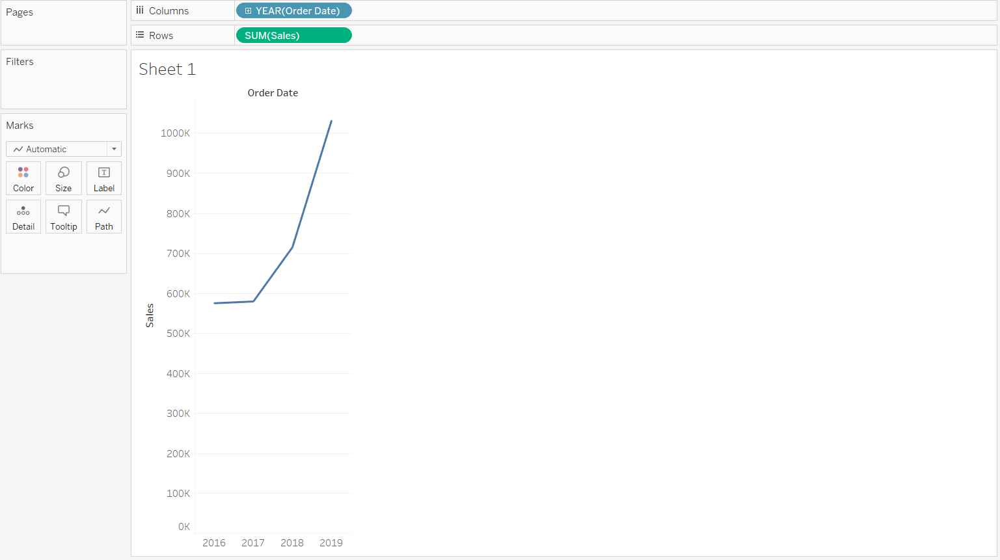 Pages
Columns
YEAR(Order Date)
Rows
SUM(Sales)
Filters
Marks
Automatic
Color
Size
Label
Detail
Tooltip
Path
Sheet 1
Order Date
1000K
900K
800K
700K
600K
500K
400K
300K
200K
100K
0K
Sales
2016 2017 2018 2019